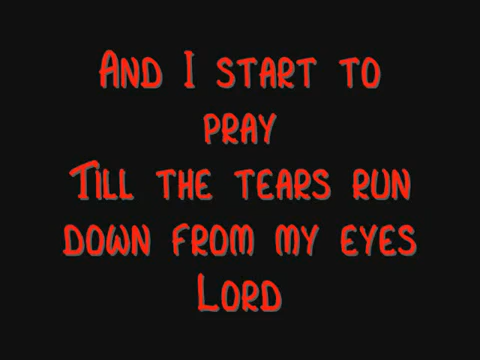 And I start to
pray
Till the tears run
down from my eyes
Lord